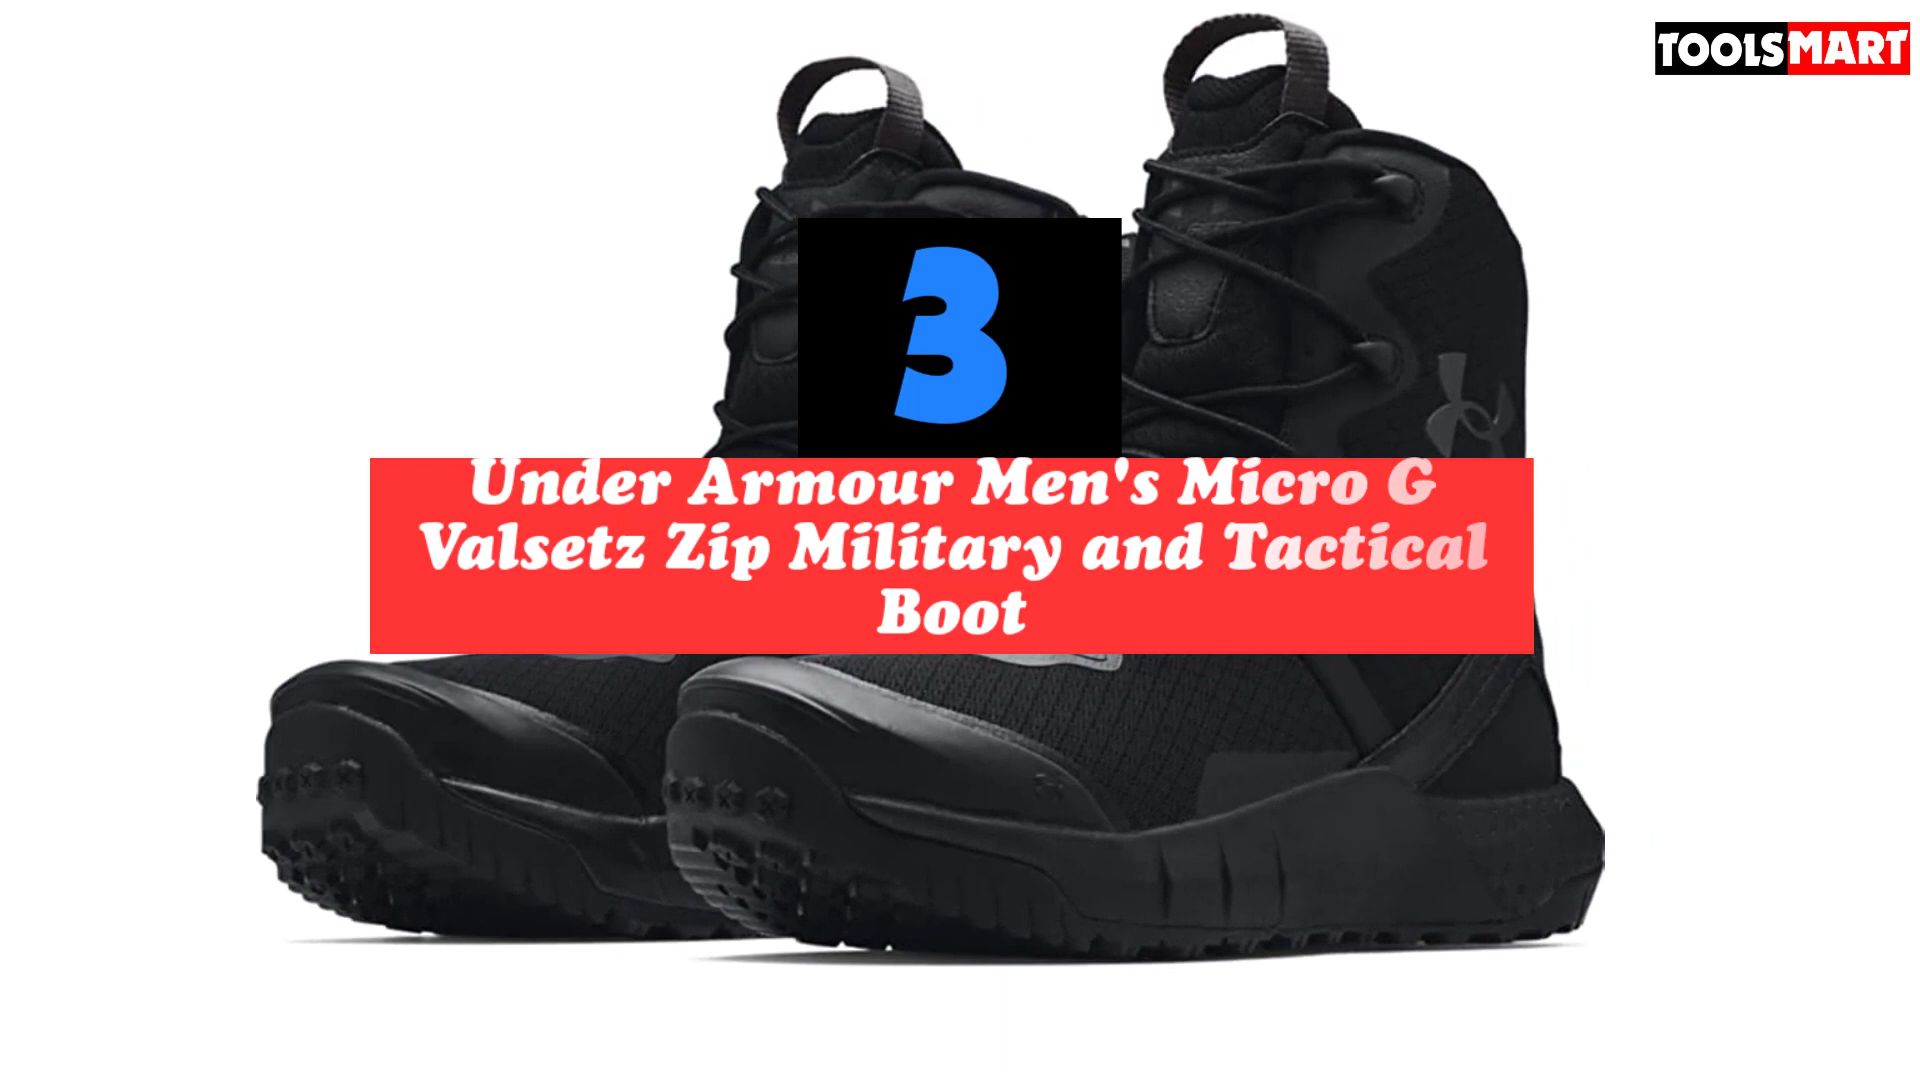 TOOLSMART
3
Under Armour Men's Micro G
Valsetz Zip Military and Tactical
Boot